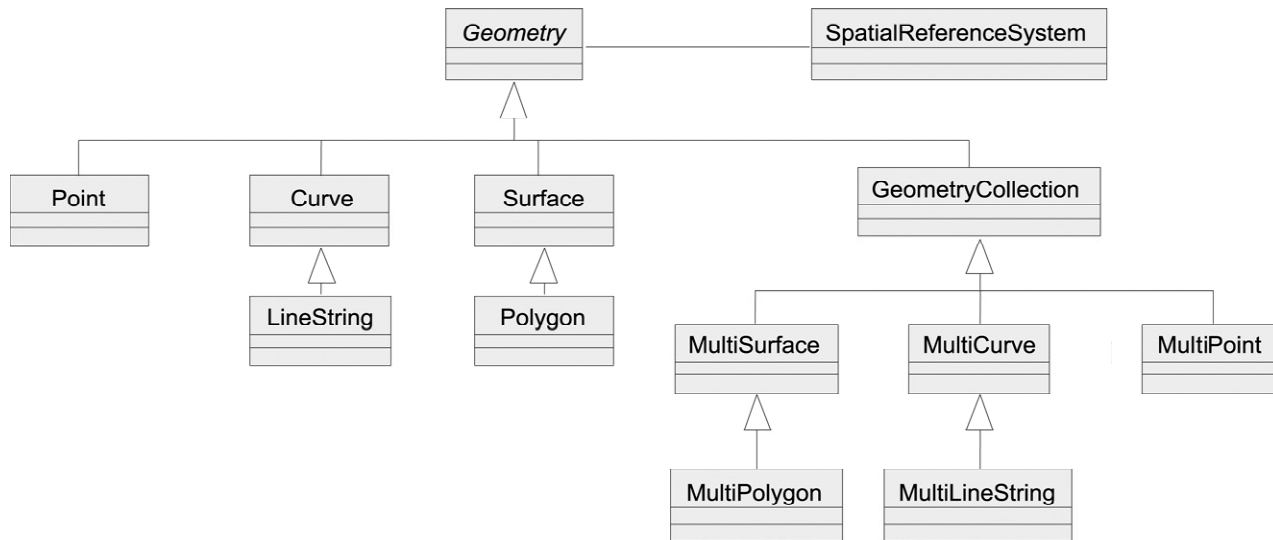 Geometry
SpatialReferenceSystem
Point
Curve
Surface
GeometryCollection
LineString
Polygon
MultiSurface
MultiCurve
MultiPoint
MultiPolygon
MultiLineString